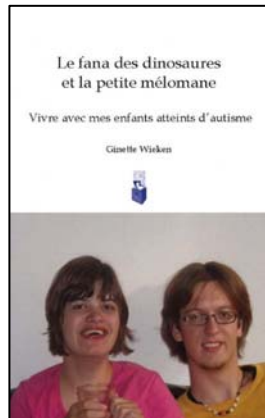 Le fana des dinosaures
et la petite mélomane
Vivre avec mes enfants atteints d'autisme
Ginette Wieken